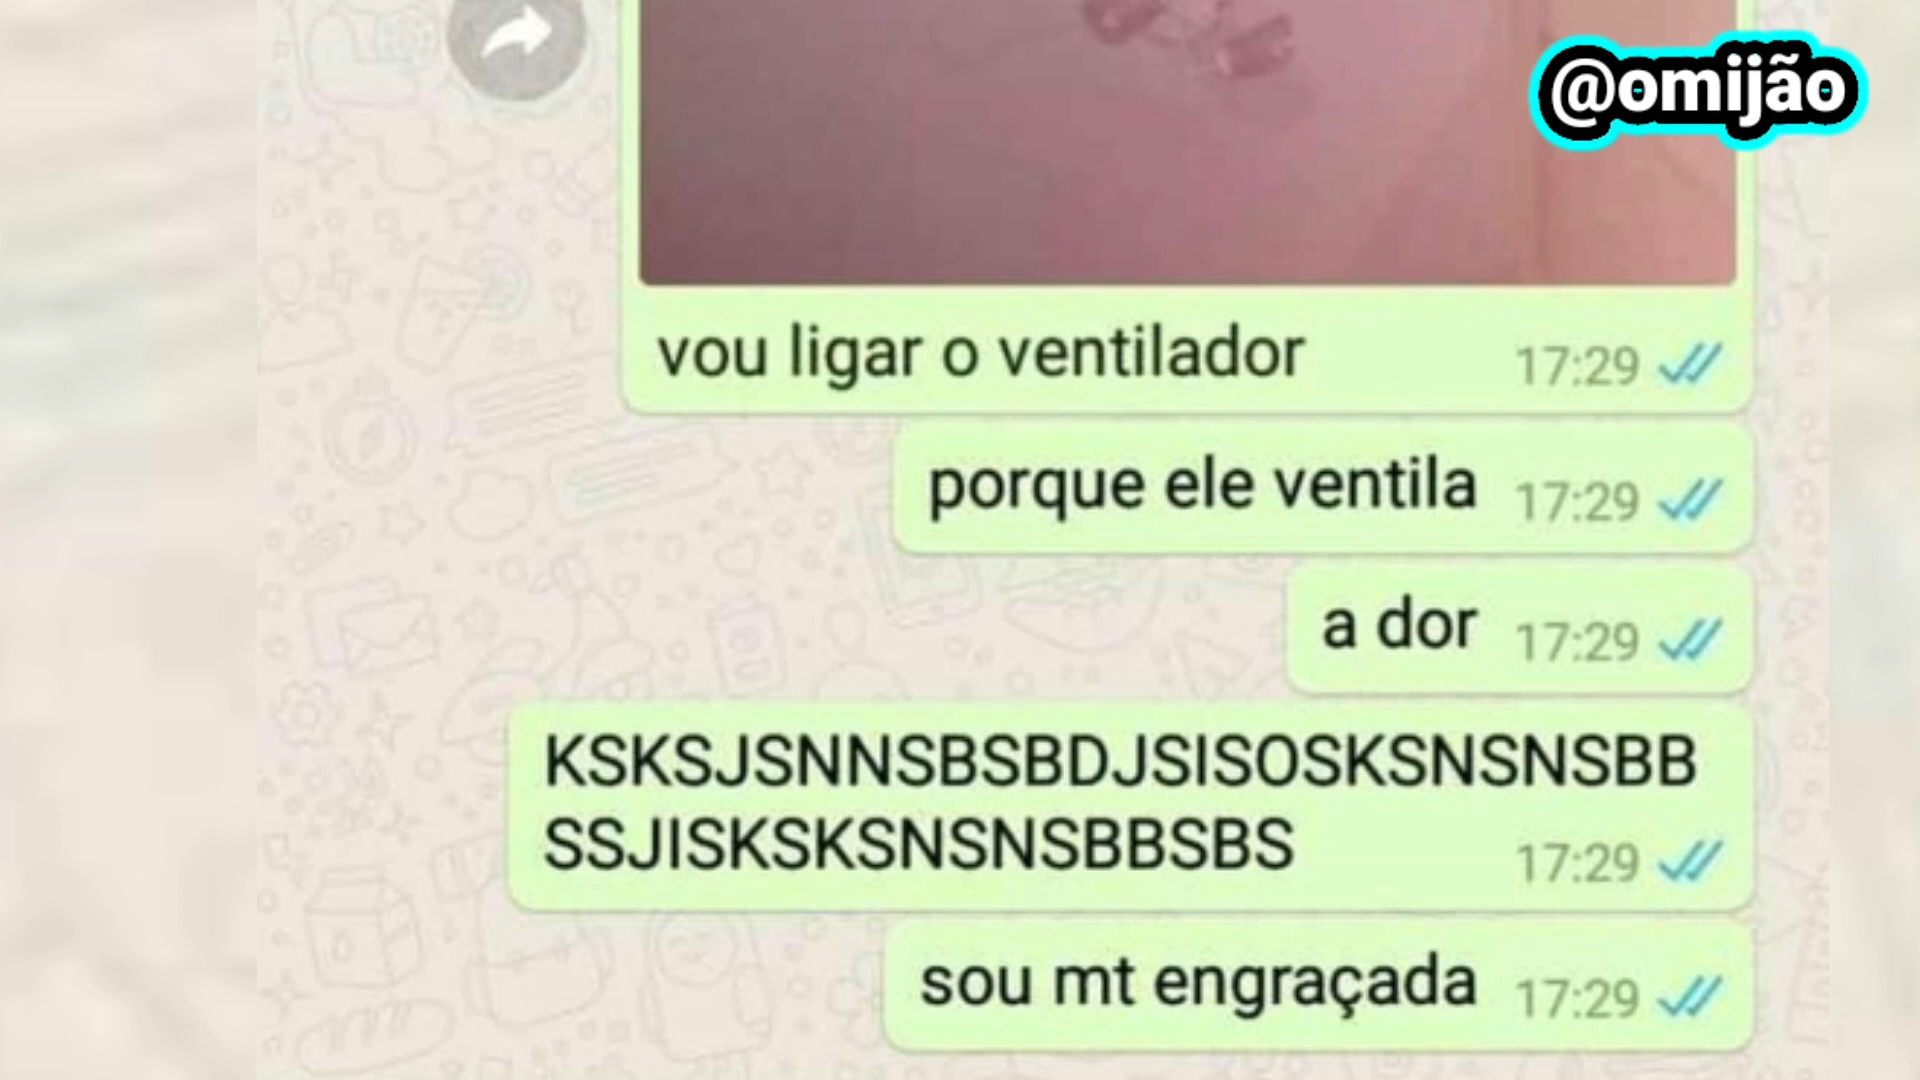 @omijão
vou ligar o ventilador
17:29
porque ele ventila
17:29
a dor
17:29
KSKSJSNNSBSBDJSISOSKSNSNSBB
SSJISKSKSNSNSBBSBS
17:29
sou mt engraçada
17:29